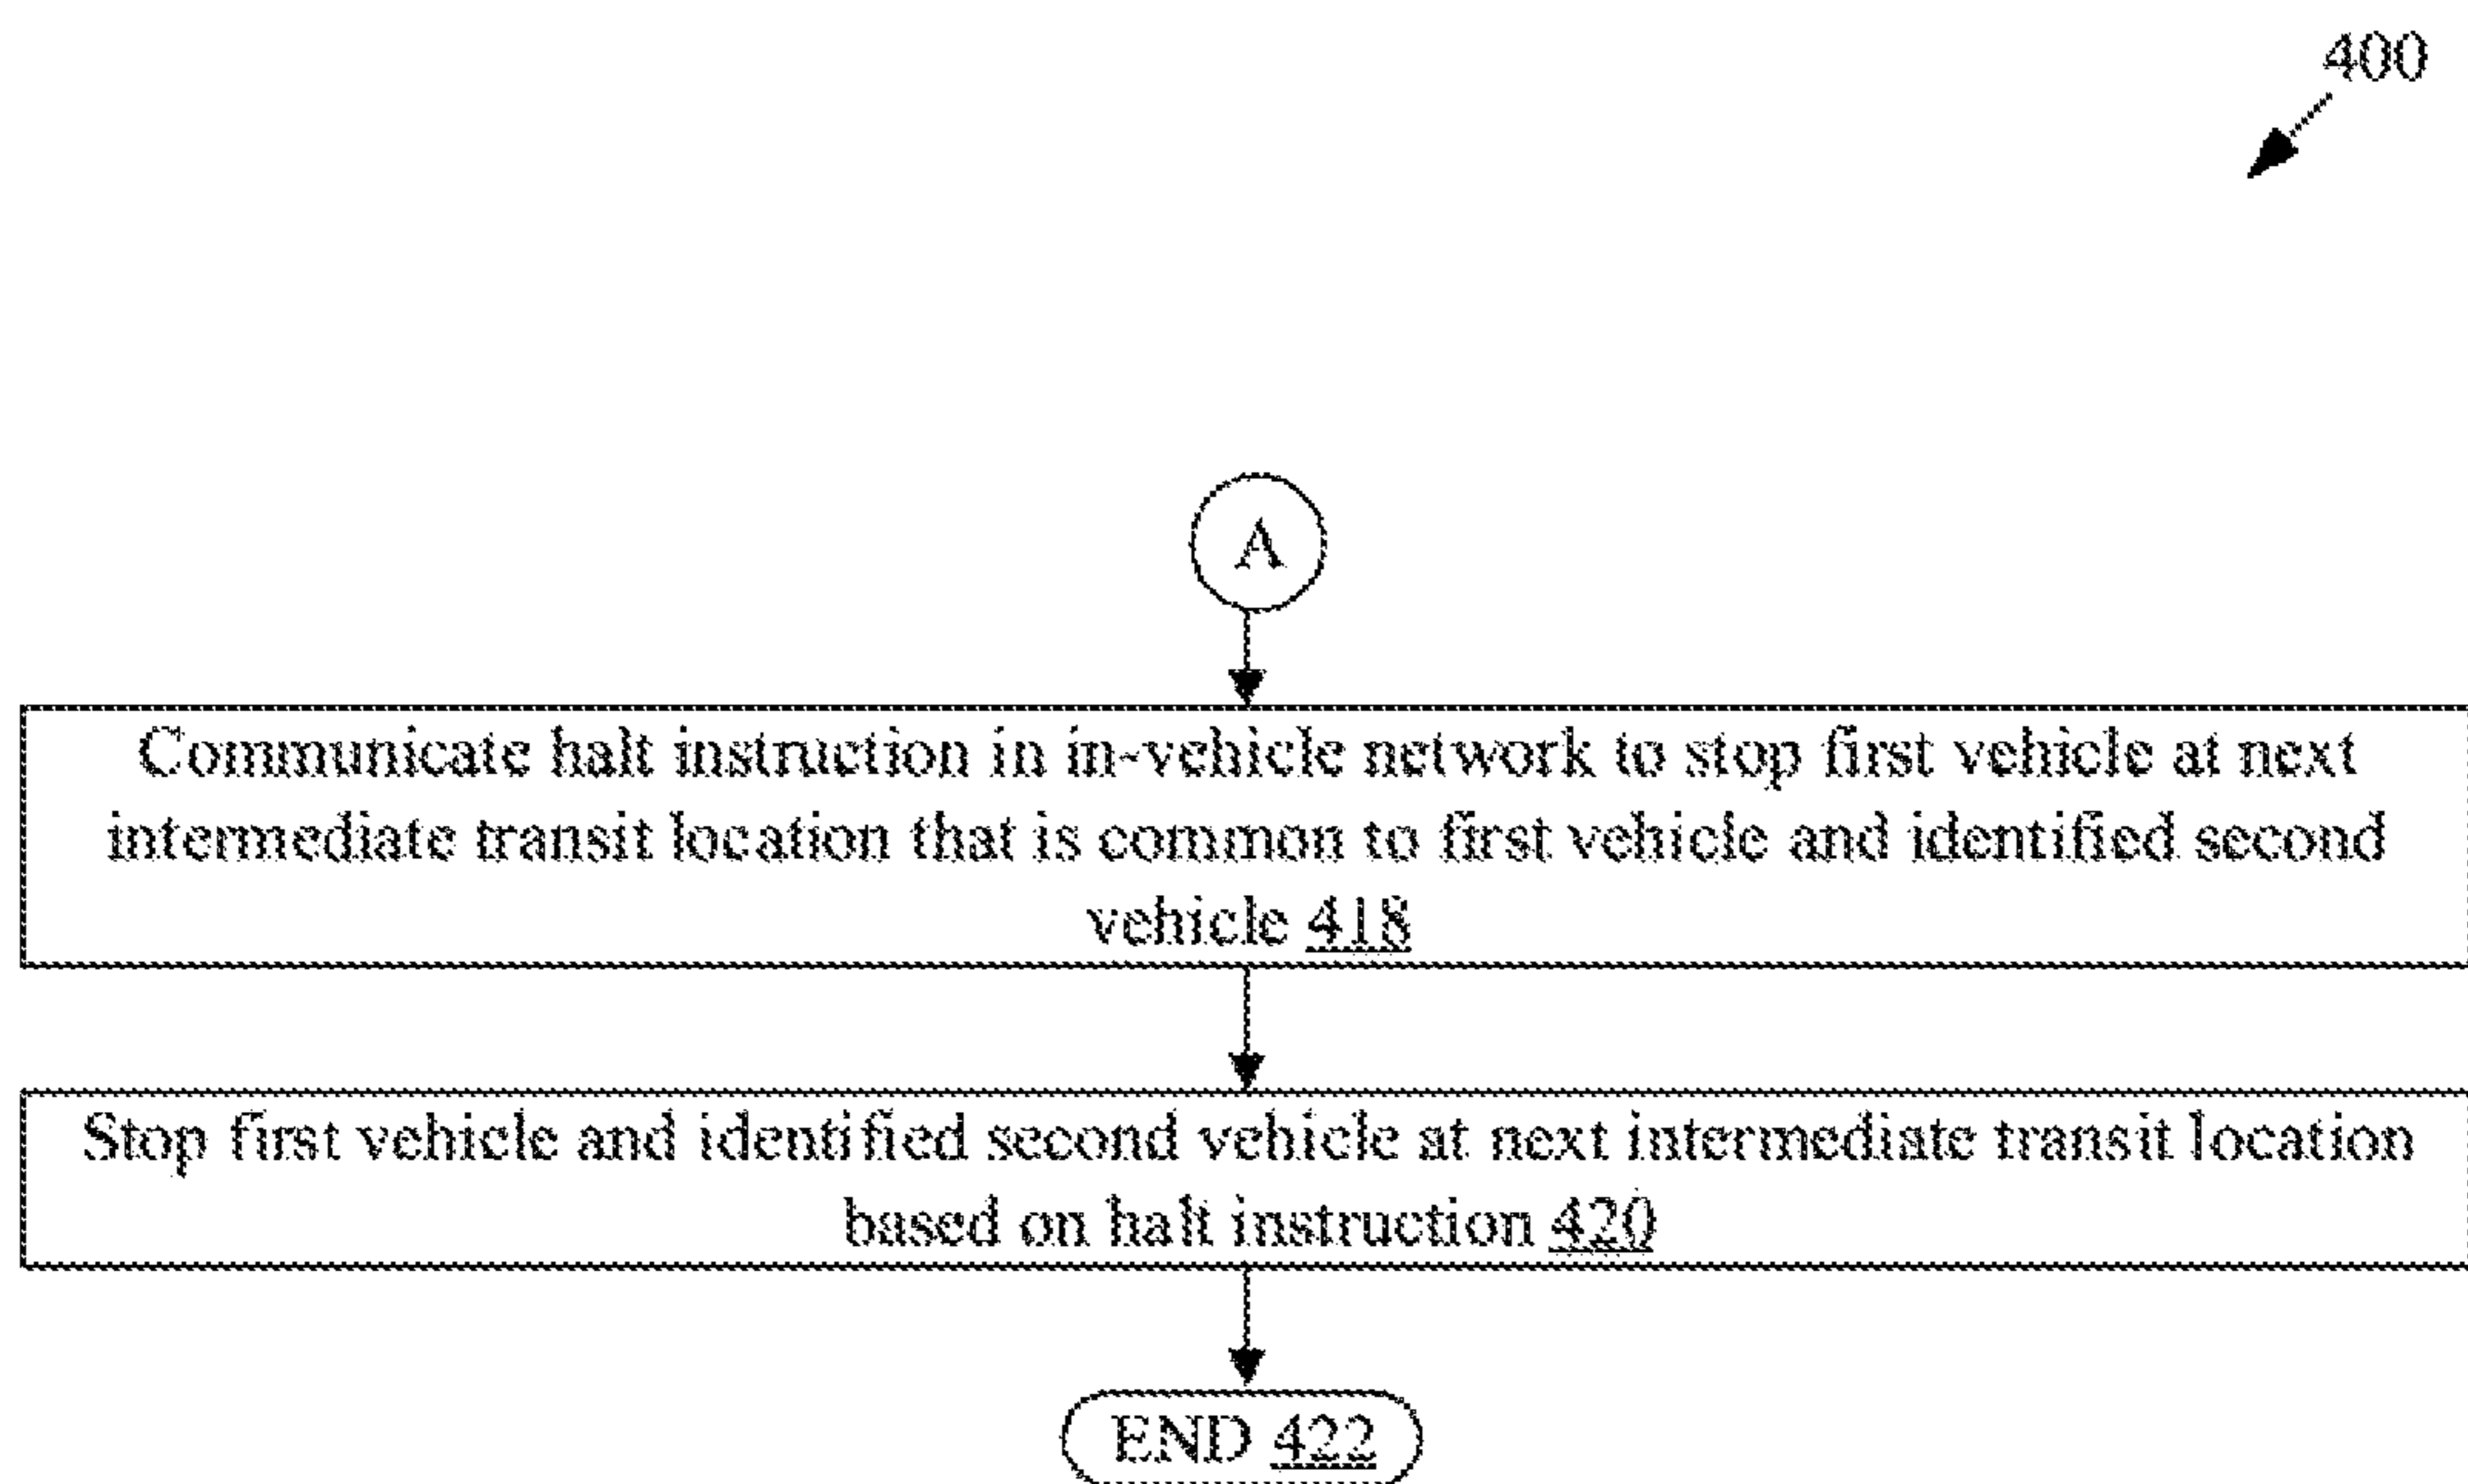 400
A
Communicate halt instruction in in-vehicle network to stop first vehicle at next
intermediate transit location that is common to first vehicle and identified second
vehicle 418
Stop first vehicle and identified second vehicle at next intermediate transit location
based on halt instruction 420
END 422